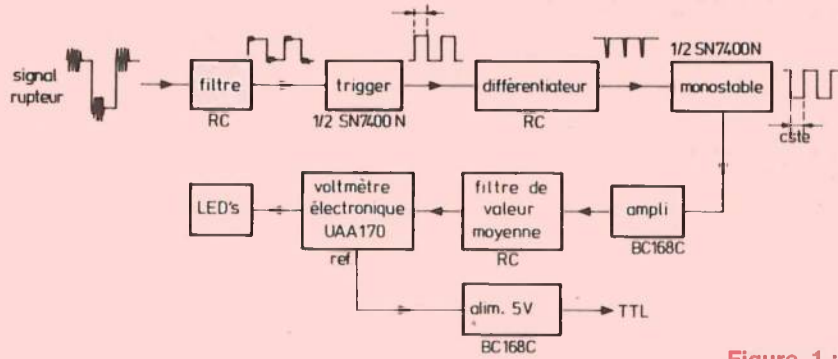 signal
rupteur
filtre
RC
trigger
1/2 SN7400N
différentiateur
RC
1/2 SN7400N
monostable
cste
LED's
voltmètre
électronique
UAA170
ref
filtre de
valeur
moyenne
RC
ampli
BC168C
alim. 5V
BC168C
TTL
Figure 1